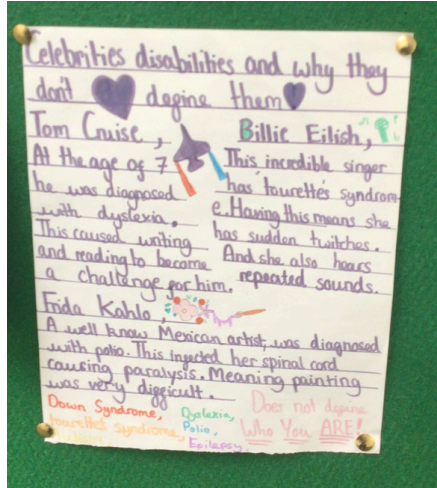 Celebrities disabilities and why they
don't define them
Tom Cruise,
At the age of 7
he was diagnosed
with dyslexia.
This caused writing
and reading to become
a challenge for him.
Billie Eilish,
This incredible singer
has tourette's syndrom-
e. Having this means she
has sudden twitches.
And she also hears
repeated sounds.
Frida Kahlo,
A well know Mexican artist, was diagnosed
with polio. This infected her spinal cord
causing paralysis. Meaning painting
was very difficult.
Down Syndrome,
tourettes syndrome,
Dyslexia,
Polio,
Epilepsy
Does not define
Who You ARE!